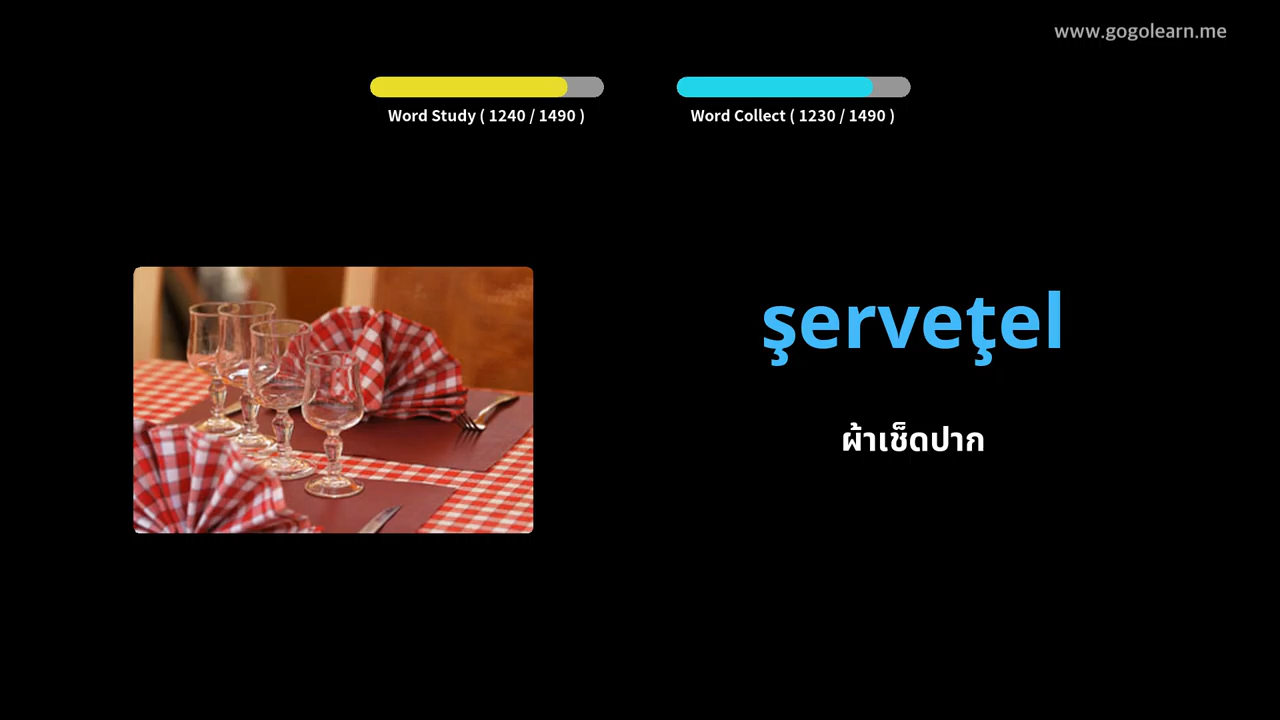 www.gogolearn.me
Word Study ( 1240 / 1490 )
Word Collect ( 1230 / 1490 )
şerveţel
ผ้าเช็ดปาก